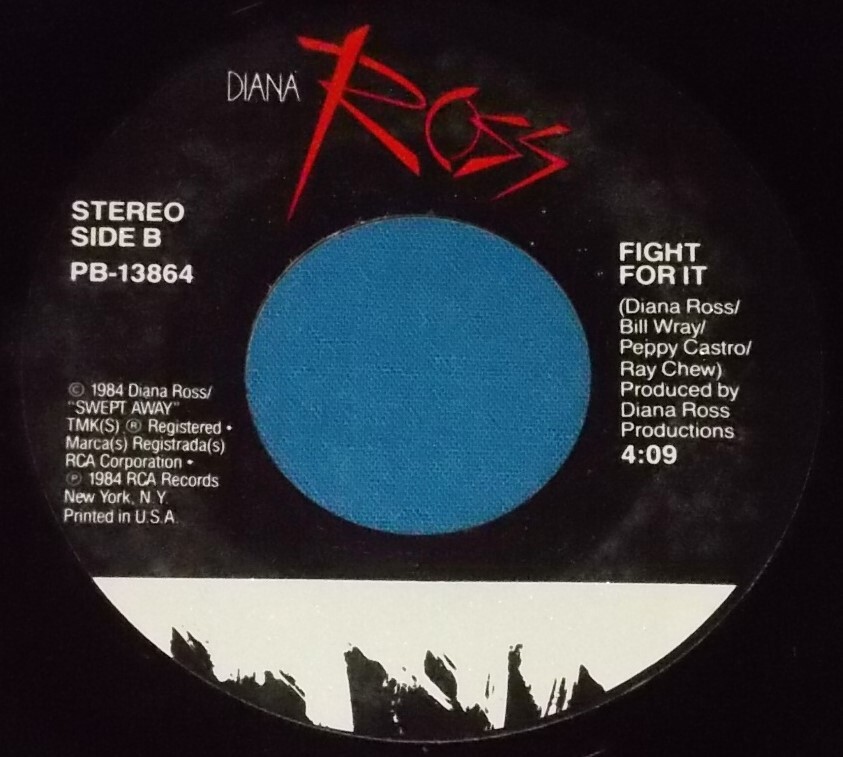 DIANA ROSS
STEREO
SIDE B
PB-13864
© 1984 Diana Ross/
"SWEPT AWAY"
TMK(S) ® Registered •
Marca(s) Registrada(s)
RCA Corporation •
℗ 1984 RCA Records
New York, N.Y.
Printed in U.S.A.
FIGHT
FOR IT
(Diana Ross/
Bill Wray/
Peppy Castro/
Ray Chew)
Produced by
Diana Ross
Productions
4:09